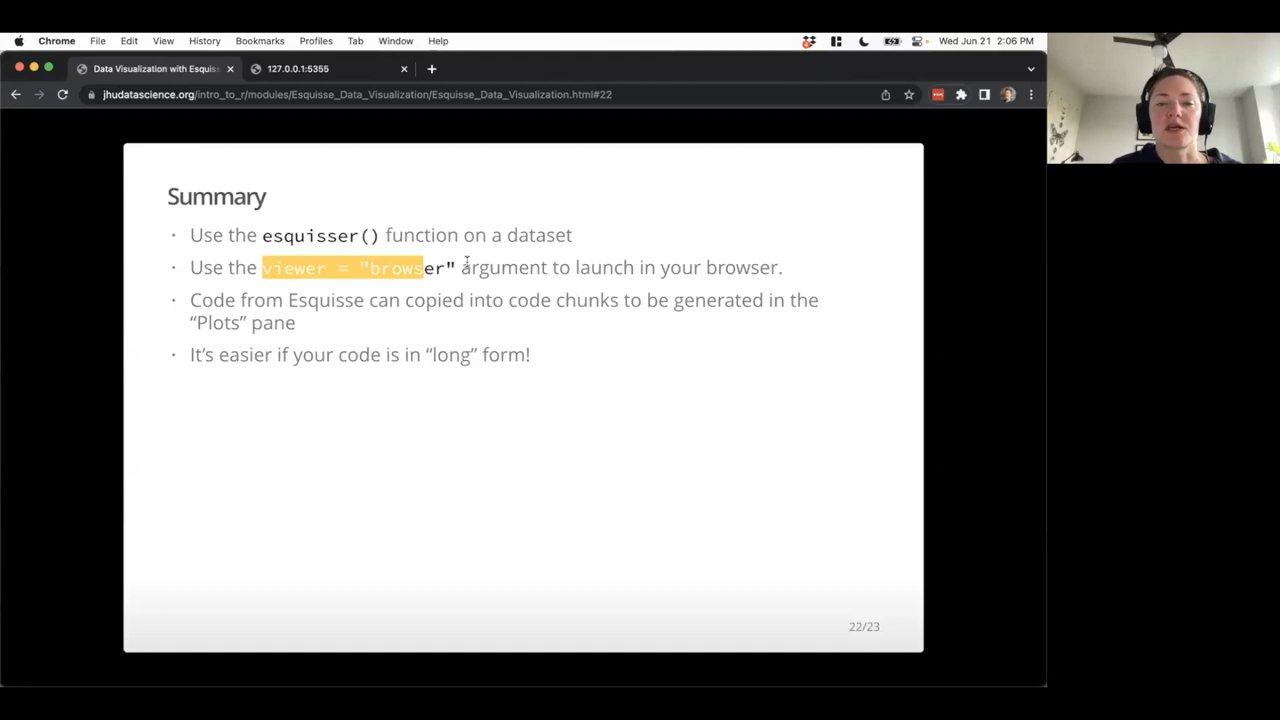 Chrome File Edit View History Bookmarks Profiles Tab Window Help Wed Jun 21 2:06 PM
Data Visualization with Esquiss 127.0.0.1:5355
jhudatascience.org/intro_to_r/modules/Esquisse_Data_Visualization/Esquisse_Data_Visualization.html#22
Summary
· Use the esquisser() function on a dataset
· Use the viewer = "browser" argument to launch in your browser.
· Code from Esquisse can copied into code chunks to be generated in the
“Plots” pane
· It’s easier if your code is in “long” form!
22/23